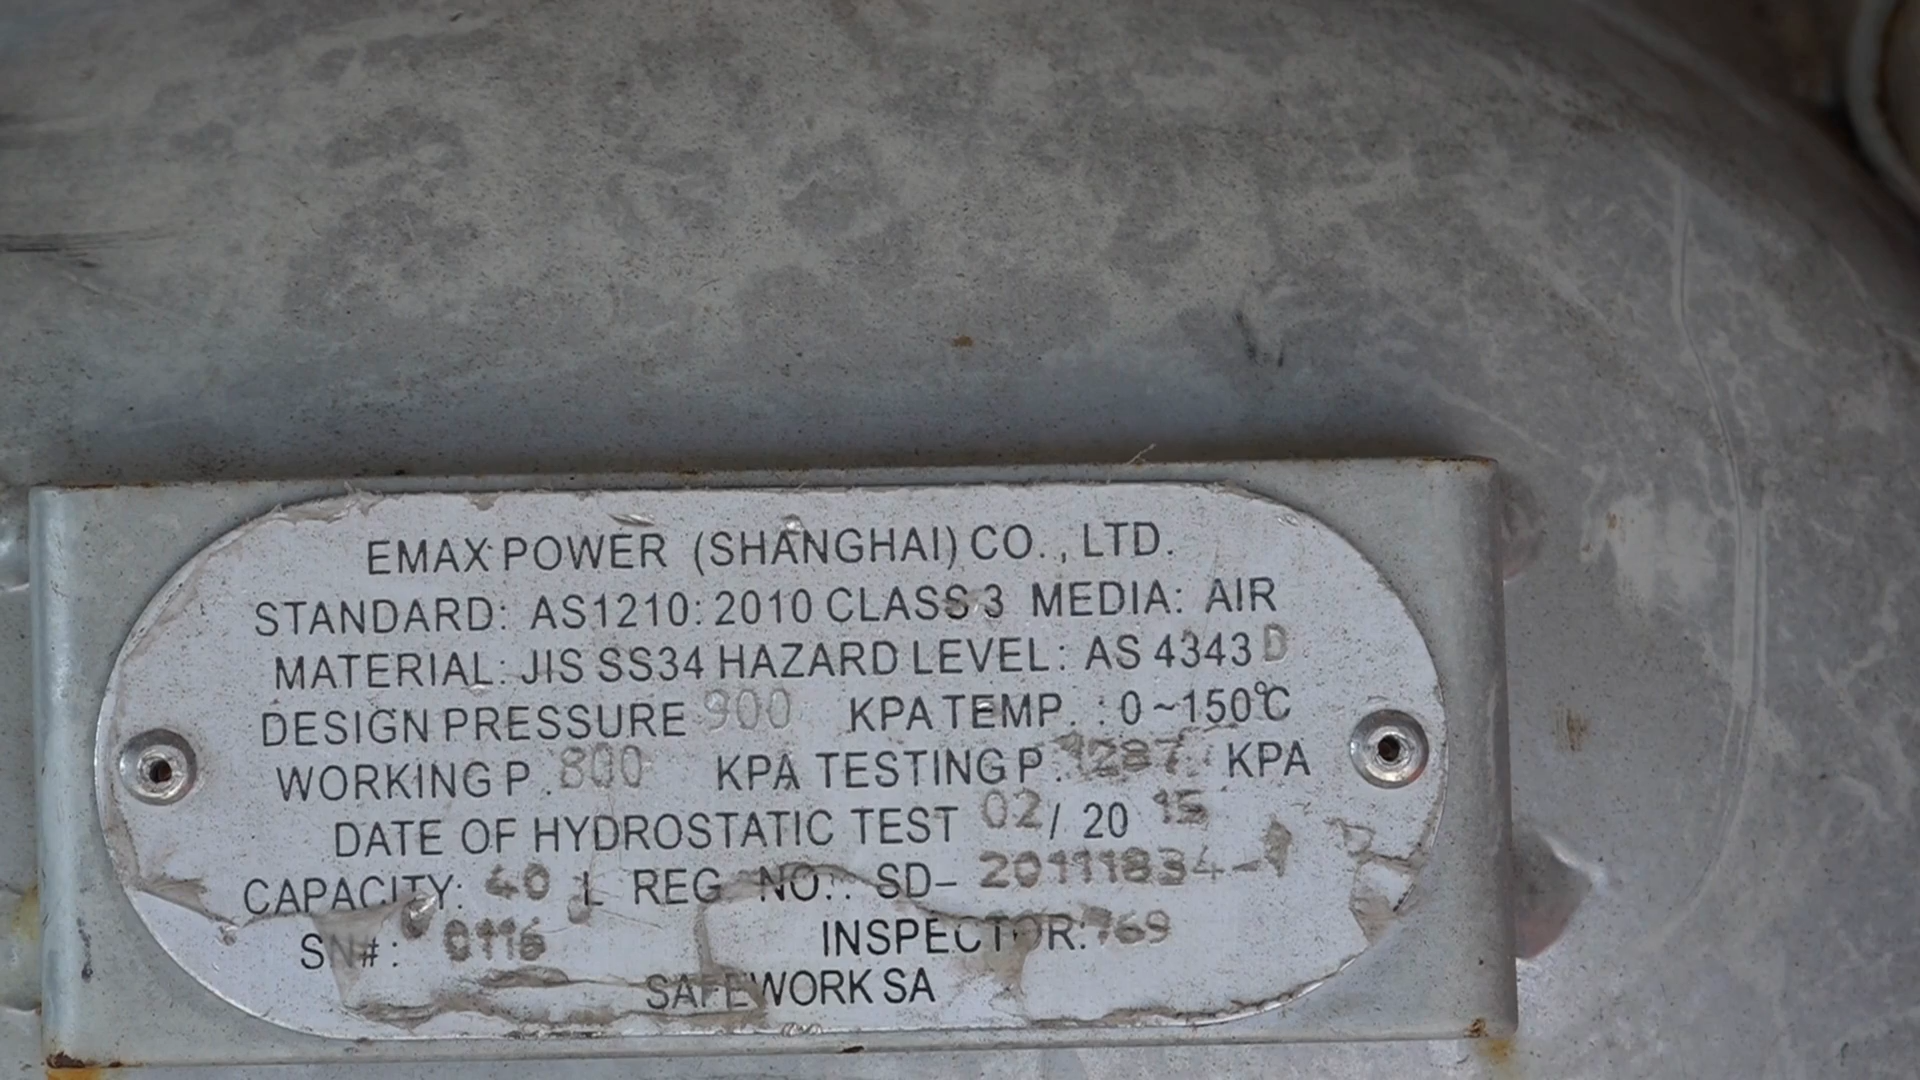 EMAX POWER (SHANGHAI) CO., LTD.
STANDARD: AS1210: 2010 CLASS 3 MEDIA: AIR
MATERIAL: JIS SS34 HAZARD LEVEL: AS 4343 D
DESIGN PRESSURE 900 KPA TEMP. : 0~150℃
WORKING P. 800 KPA TESTING P. 1287 KPA
DATE OF HYDROSTATIC TEST 02 / 20 15
CAPACITY: 40 L REG NO.: SD- 20111834-1
SN#: 0116 INSPECTOR: 769
SAFEWORK SA